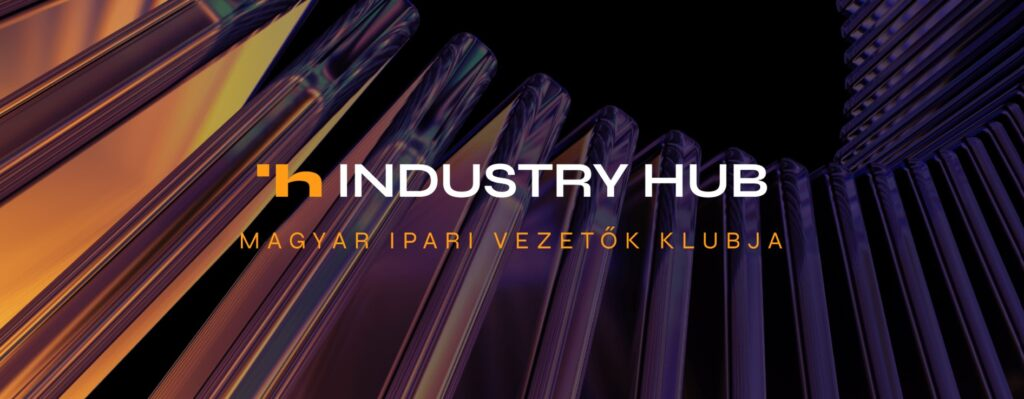 INDUSTRY HUB
MAGYAR IPARI VEZETŐK KLUBJA